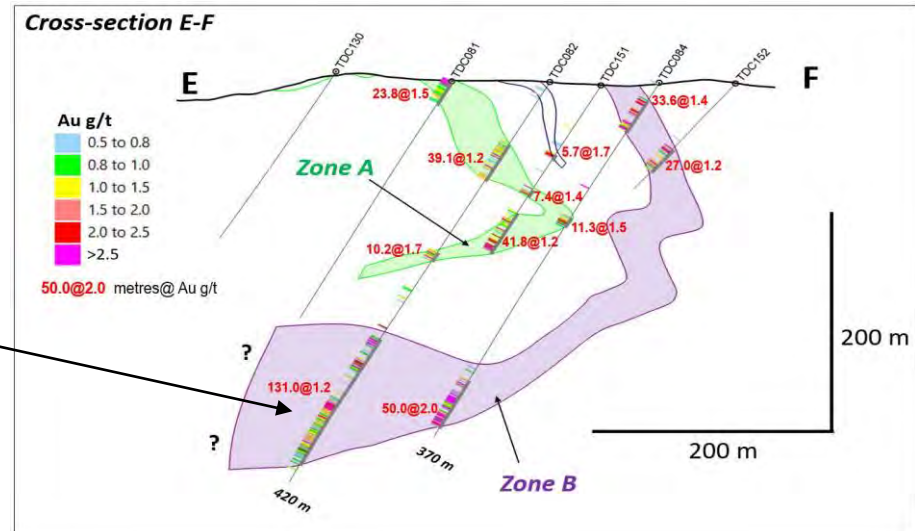 Cross-section E-F
TDC130
TDC081
TDC082
TDC151
TDC084
TDC152
E
F
Au g/t
0.5 to 0.8
0.8 to 1.0
1.0 to 1.5
1.5 to 2.0
2.0 to 2.5
>2.5
50.0@2.0 metres@ Au g/t
23.8@1.5
33.6@1.4
39.1@1.2
5.7@1.7
27.0@1.2
Zone A
7.4@1.4
11.3@1.5
10.2@1.7
41.8@1.2
200 m
200 m
?
131.0@1.2
50.0@2.0
?
370 m
420 m
Zone B